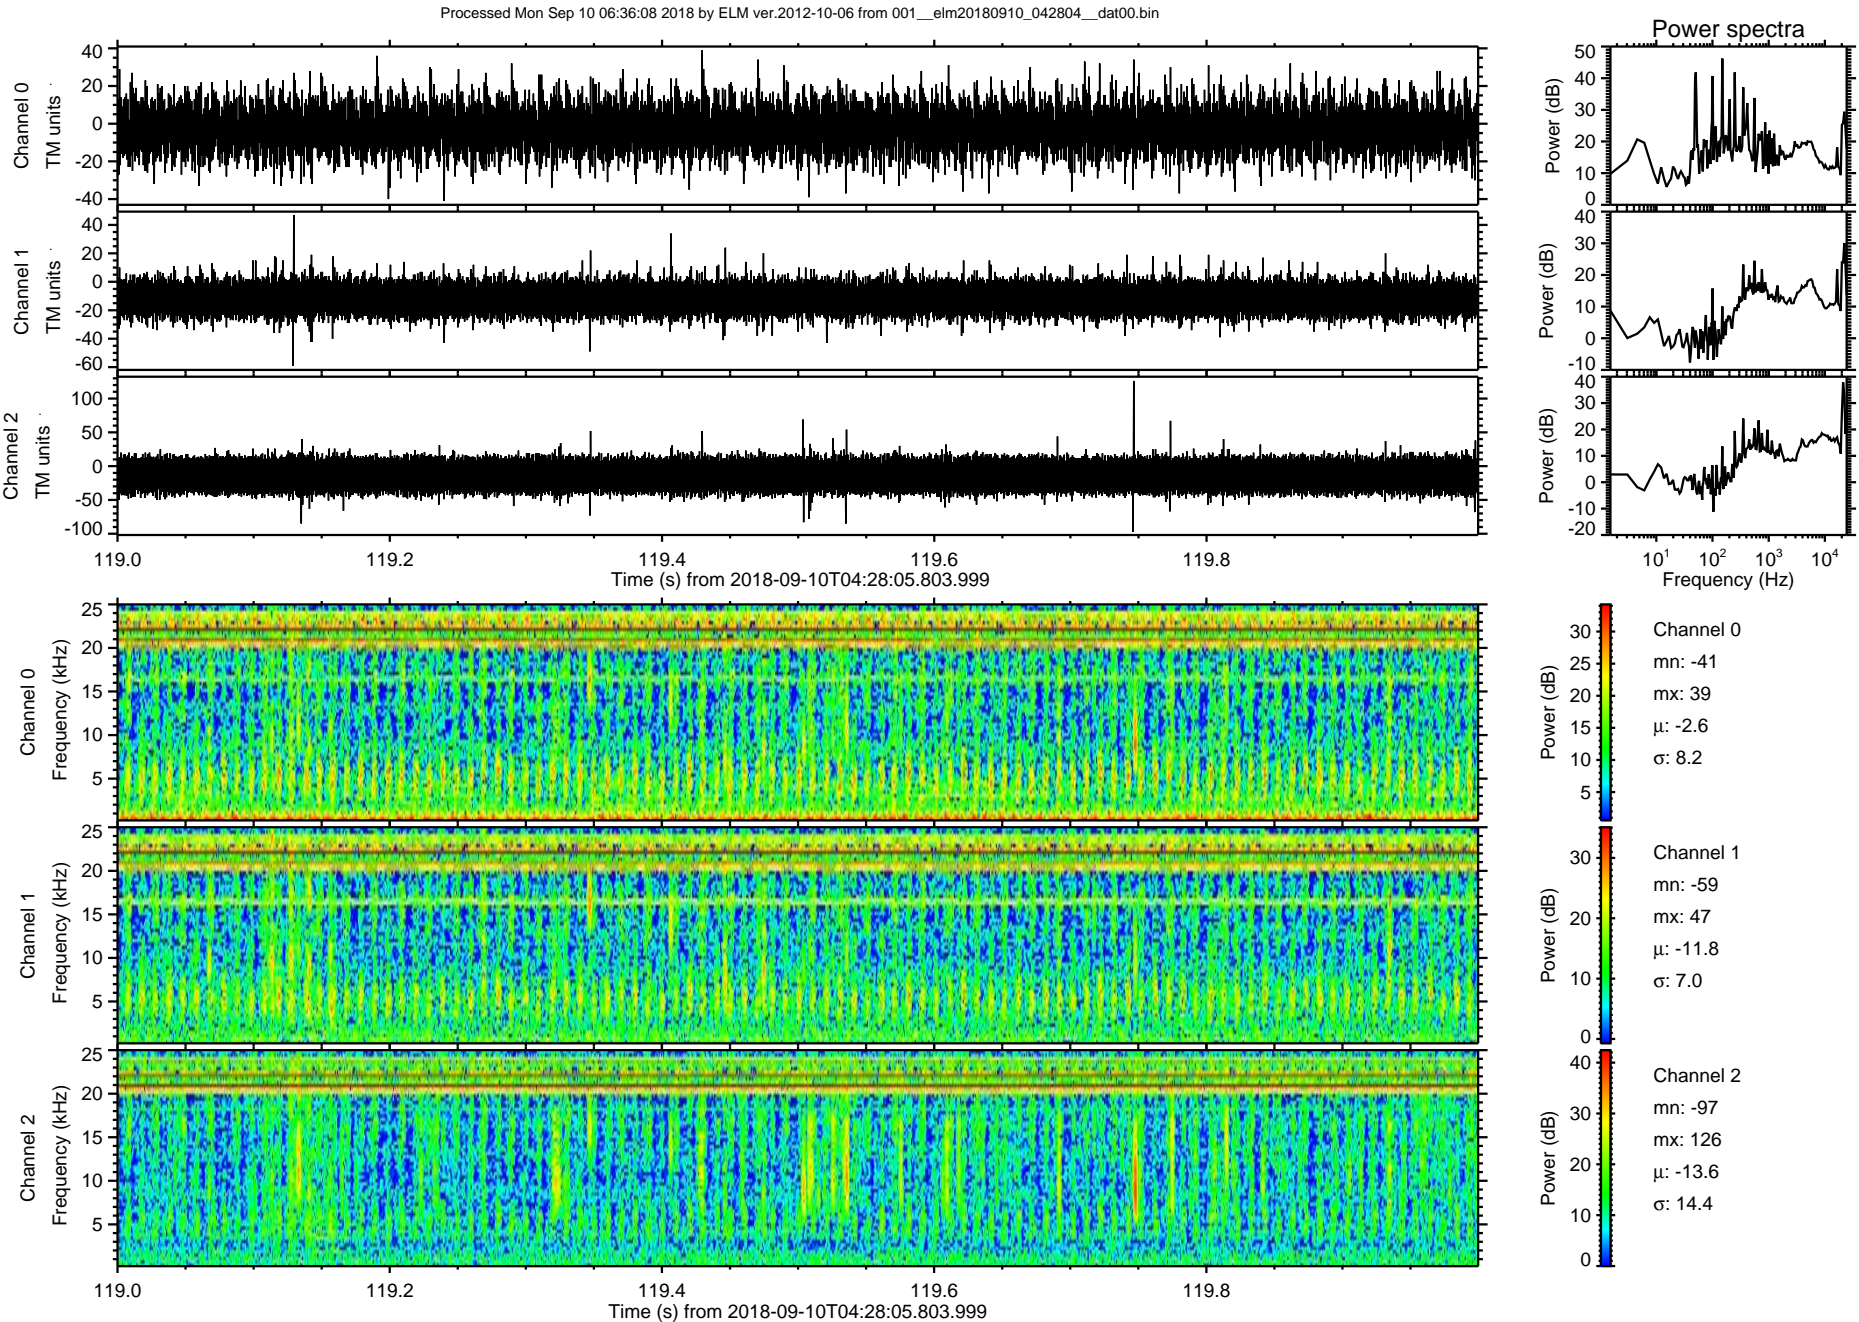 Processed Mon Sep 10 06:36:08 2018 by ELM ver.2012-10-06 from 001__elm20180910_042804__dat00.bin
Power spectra
Channel 0
TM units
40
20
0
-20
-40
Power (dB)
50
40
30
20
10
0
Channel 1
TM units
40
20
0
-20
-40
-60
Power (dB)
40
30
20
10
0
-10
Channel 2
TM units
100
50
0
-50
-100
Power (dB)
40
30
20
10
0
-10
-20
119.0 119.2 119.4 119.6 119.8
Time (s) from 2018-09-10T04:28:05.803.999
10¹ 10² 10³ 10⁴
Frequency (Hz)
Channel 0
Frequency (kHz)
25
20
15
10
5
Power (dB)
30
25
20
15
10
5
Channel 0
mn: -41
mx: 39
μ: -2.6
σ: 8.2
Channel 1
Frequency (kHz)
25
20
15
10
5
Power (dB)
30
20
10
0
Channel 1
mn: -59
mx: 47
μ: -11.8
σ: 7.0
Channel 2
Frequency (kHz)
25
20
15
10
5
Power (dB)
40
30
20
10
0
Channel 2
mn: -97
mx: 126
μ: -13.6
σ: 14.4
119.0 119.2 119.4 119.6 119.8
Time (s) from 2018-09-10T04:28:05.803.999